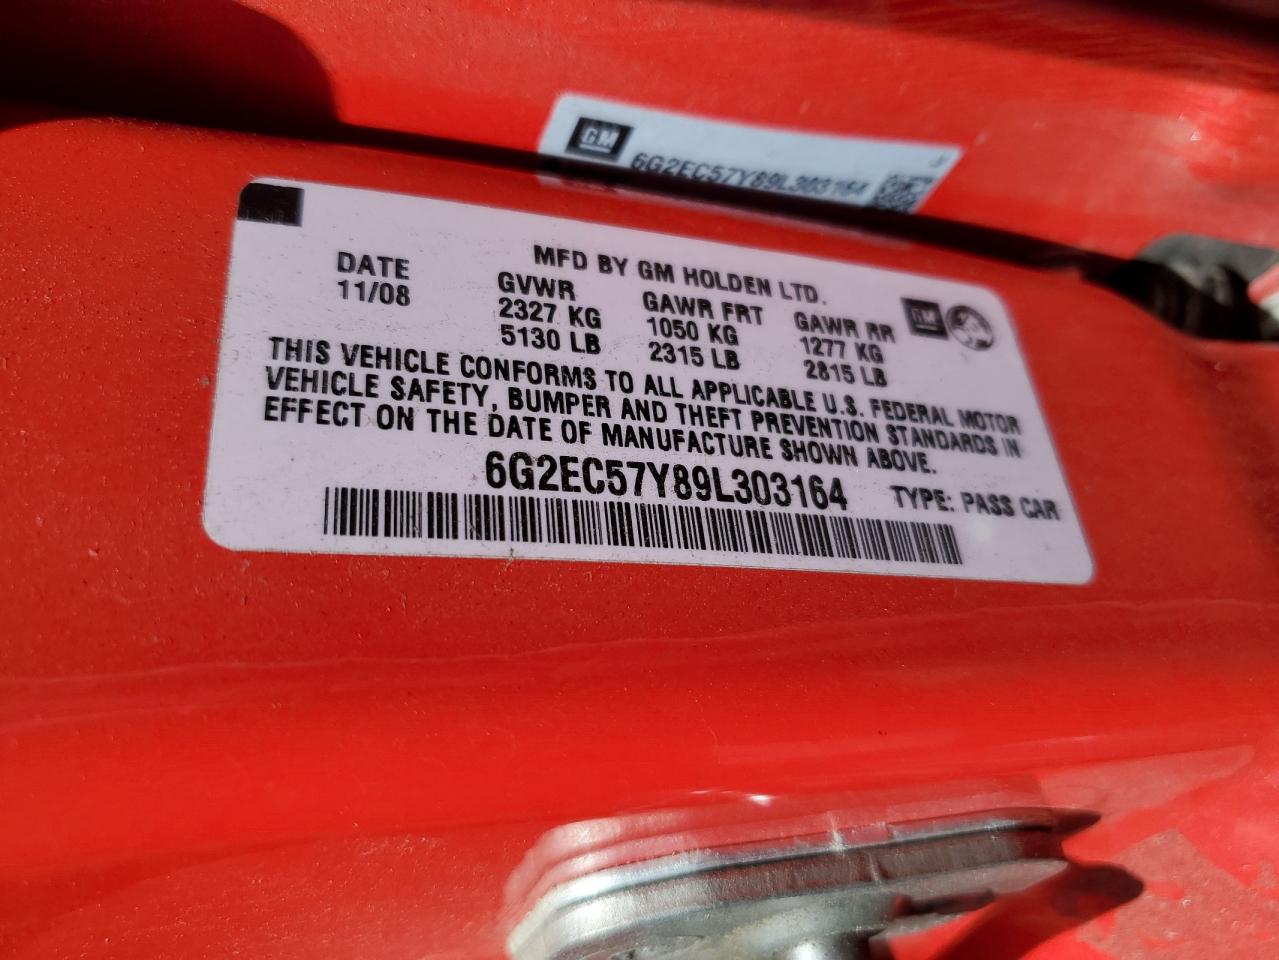 GM
6G2EC57Y89L303164
MFD BY GM HOLDEN LTD.
DATE
11/08
GVWR
2327 KG
5130 LB
GAWR FRT
1050 KG
2315 LB
GAWR RR
1277 KG
2815 LB
GM
THIS VEHICLE CONFORMS TO ALL APPLICABLE U.S. FEDERAL MOTOR
VEHICLE SAFETY, BUMPER AND THEFT PREVENTION STANDARDS IN
EFFECT ON THE DATE OF MANUFACTURE SHOWN ABOVE.
6G2EC57Y89L303164
TYPE: PASS CAR